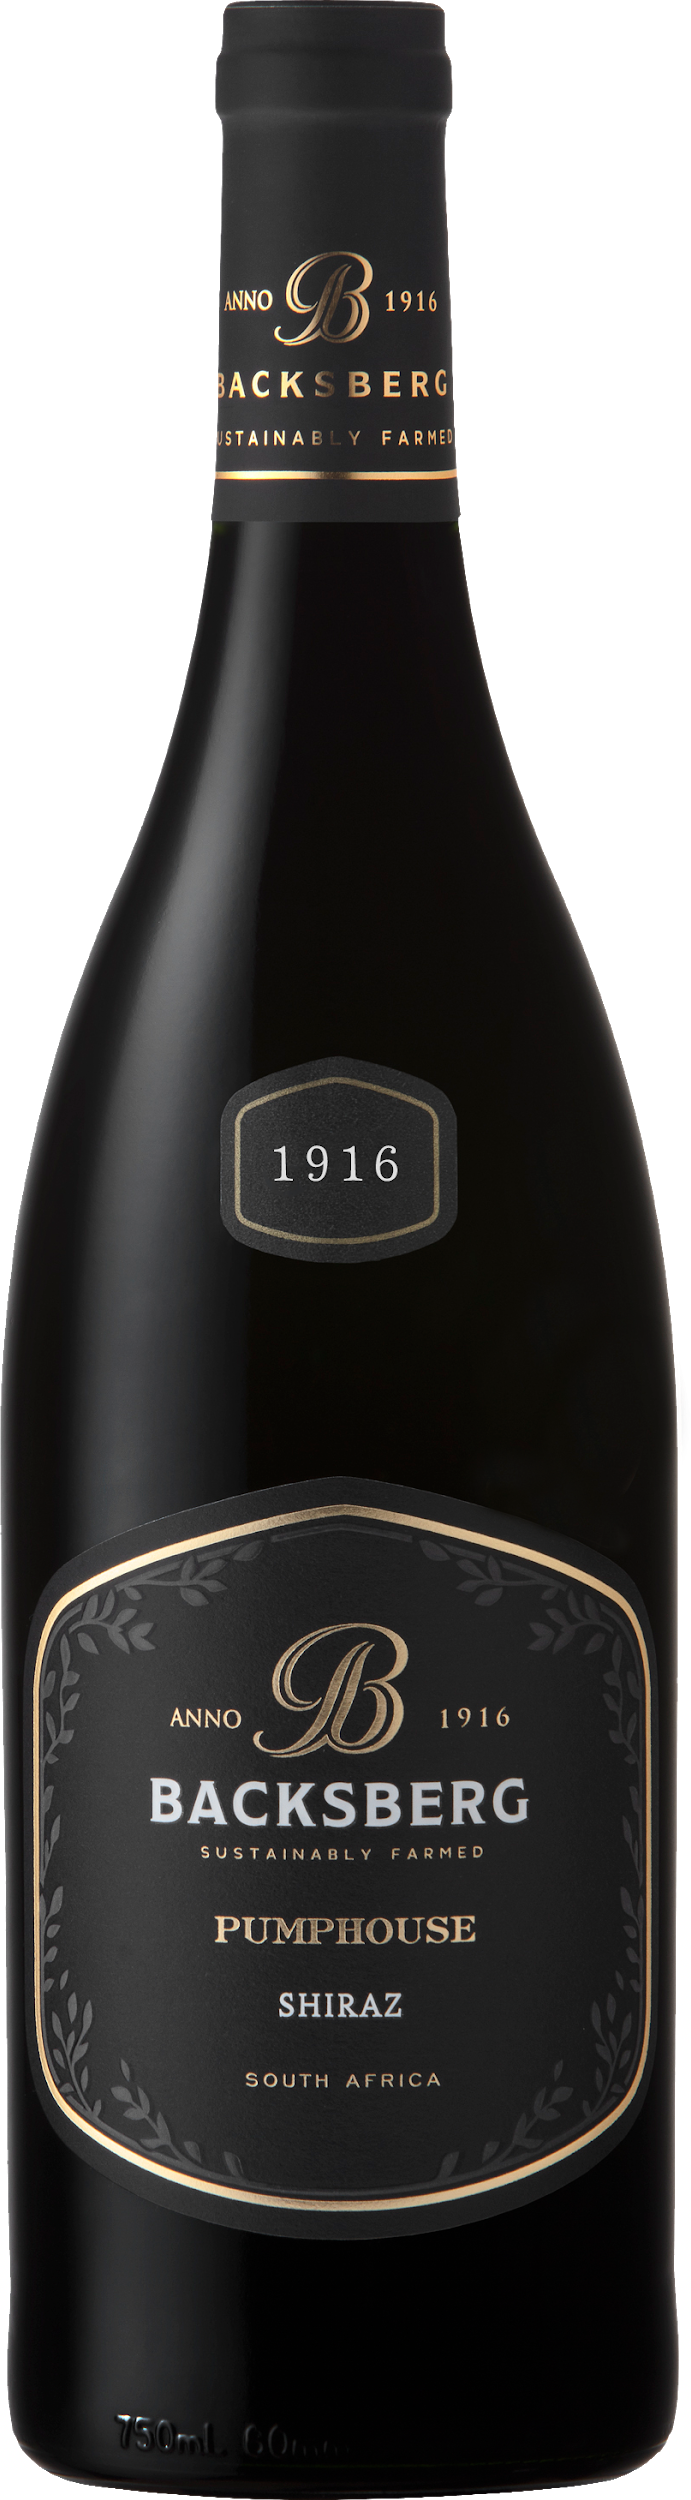 ANNO B 1916
BACKSBERG
SUSTAINABLY FARMED
1916
ANNO B 1916
BACKSBERG
SUSTAINABLY FARMED
PUMPHOUSE
SHIRAZ
SOUTH AFRICA
750ml.